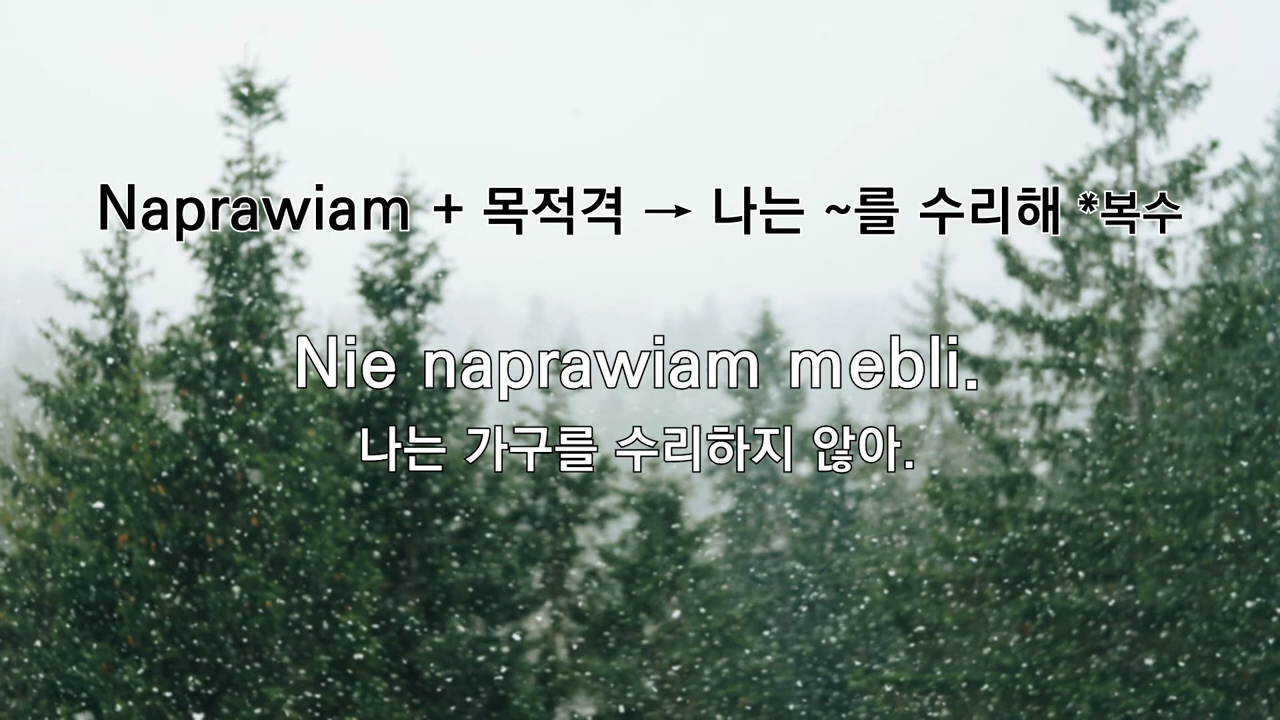 Naprawiam + 목적격 → 나는 ~를 수리해 *복수
Nie naprawiam mebli.
나는 가구를 수리하지 않아.